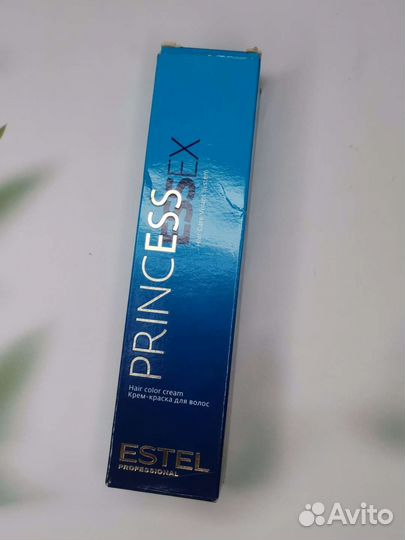 PRINCESS
ESSEX
Hair color cream
Крем-краска для волос
ESTEL
PROFESSIONAL
Avito